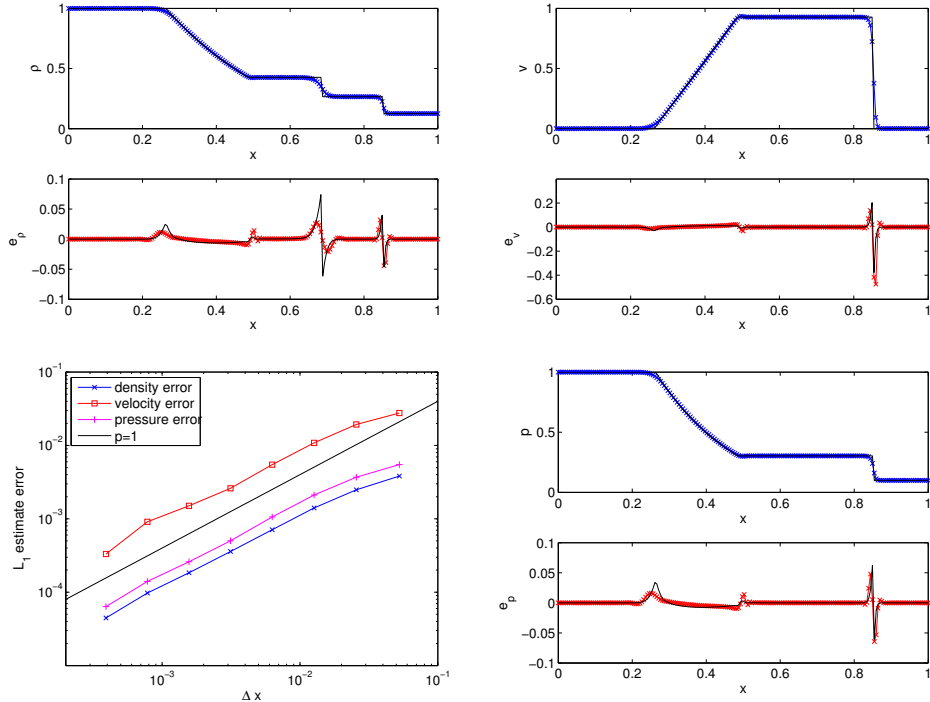 1
0.5
0
ρ
0 0.2 0.4 0.6 0.8 1
x
0.1
0.05
0
−0.05
−0.1
e_ρ
0 0.2 0.4 0.6 0.8 1
x
1
0.5
0
v
0 0.2 0.4 0.6 0.8 1
x
0.2
0
−0.2
−0.4
−0.6
e_v
0 0.2 0.4 0.6 0.8 1
x
10^−1
10^−2
10^−3
10^−4
L_1 estimate error
density error
velocity error
pressure error
p=1
10^−3 10^−2 10^−1
Δ x
1
0.5
0
p
0 0.2 0.4 0.6 0.8 1
x
0.1
0.05
0
−0.05
−0.1
e_p
0 0.2 0.4 0.6 0.8 1
x